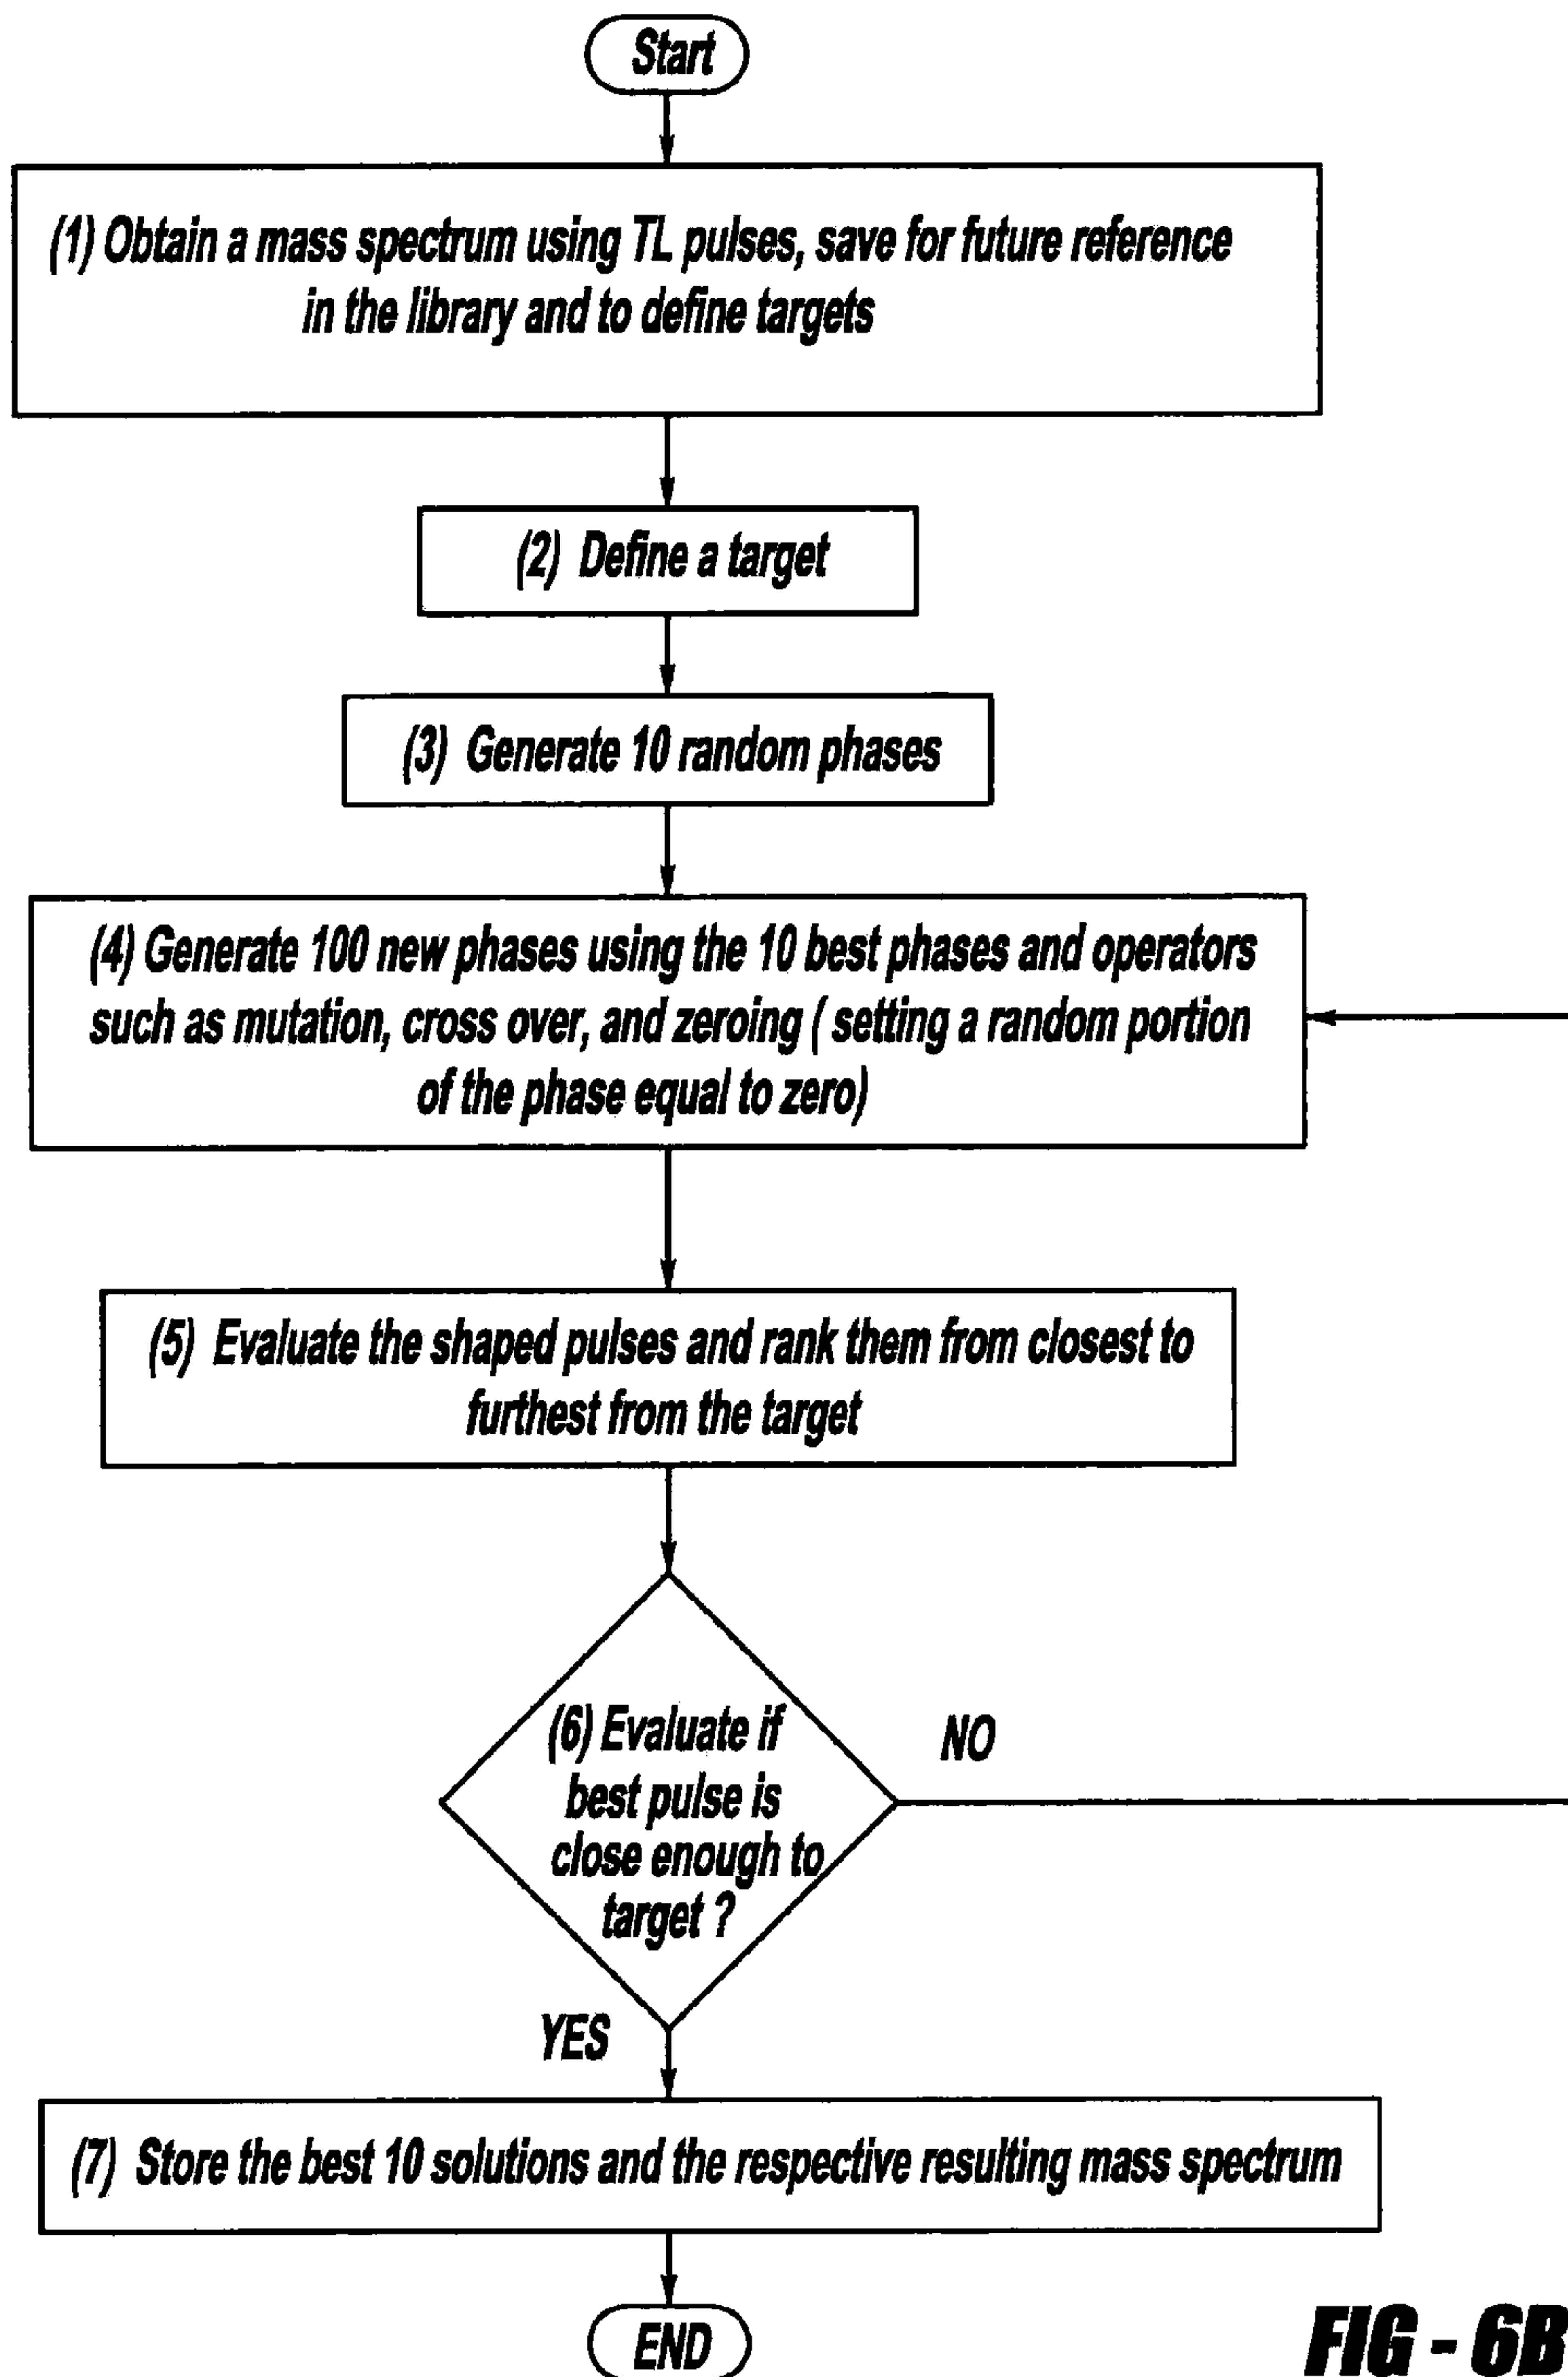 Start
(1) Obtain a mass spectrum using TL pulses, save for future reference
in the library and to define targets
(2) Define a target
(3) Generate 10 random phases
(4) Generate 100 new phases using the 10 best phases and operators
such as mutation, cross over, and zeroing ( setting a random portion
of the phase equal to zero)
(5) Evaluate the shaped pulses and rank them from closest to
furthest from the target
(6) Evaluate if
best pulse is
close enough to
target ?
NO
YES
(7) Store the best 10 solutions and the respective resulting mass spectrum
END
FIG - 6B